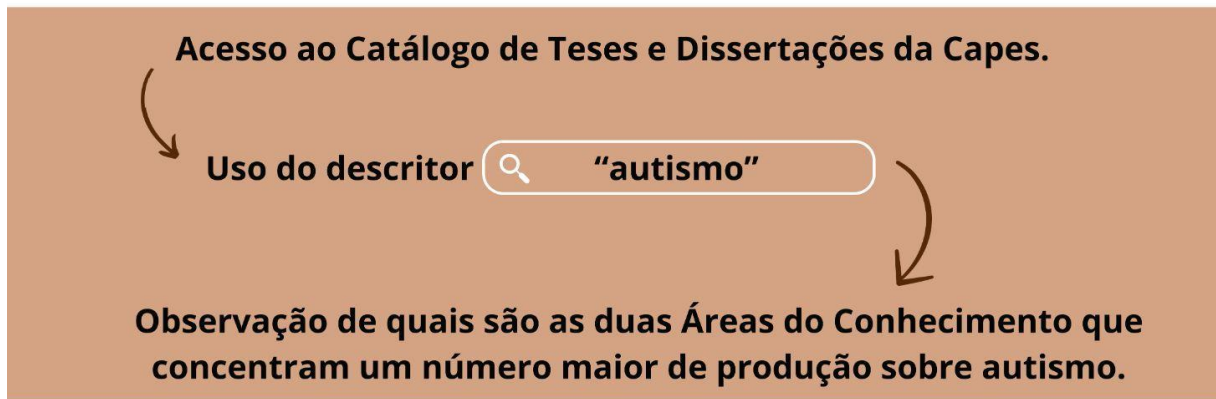 Acesso ao Catálogo de Teses e Dissertações da Capes.
Uso do descritor “autismo”
Observação de quais são as duas Áreas do Conhecimento que
concentram um número maior de produção sobre autismo.